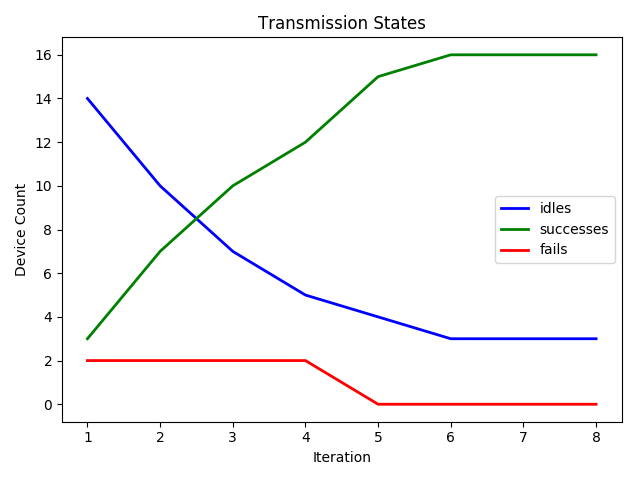 Transmission States
Device Count
16
14
12
10
8
6
4
2
0
idles
successes
fails
1 2 3 4 5 6 7 8
Iteration